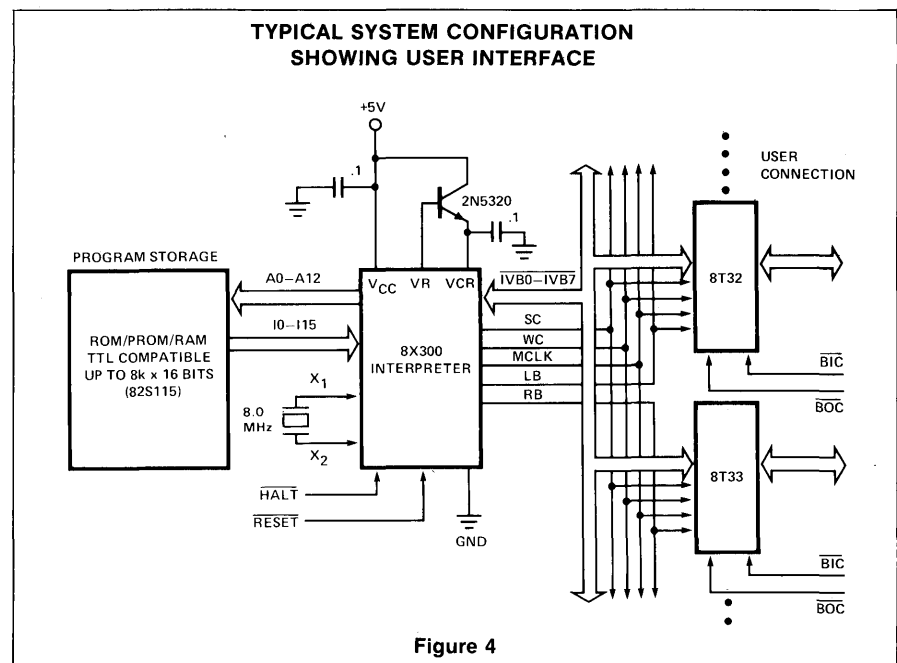 TYPICAL SYSTEM CONFIGURATION
SHOWING USER INTERFACE
+5V
.1
2N5320
.1
USER
CONNECTION
PROGRAM STORAGE
ROM/PROM/RAM
TTL COMPATIBLE
UP TO 8k x 16 BITS
(82S115)
A0–A12
I0–I15
X1
8.0
MHz
X2
HALT
RESET
VCC VR VCR
8X300
INTERPRETER
GND
IVB0–IVB7
SC
WC
MCLK
LB
RB
8T32
BIC
BOC
8T33
BIC
BOC
Figure 4